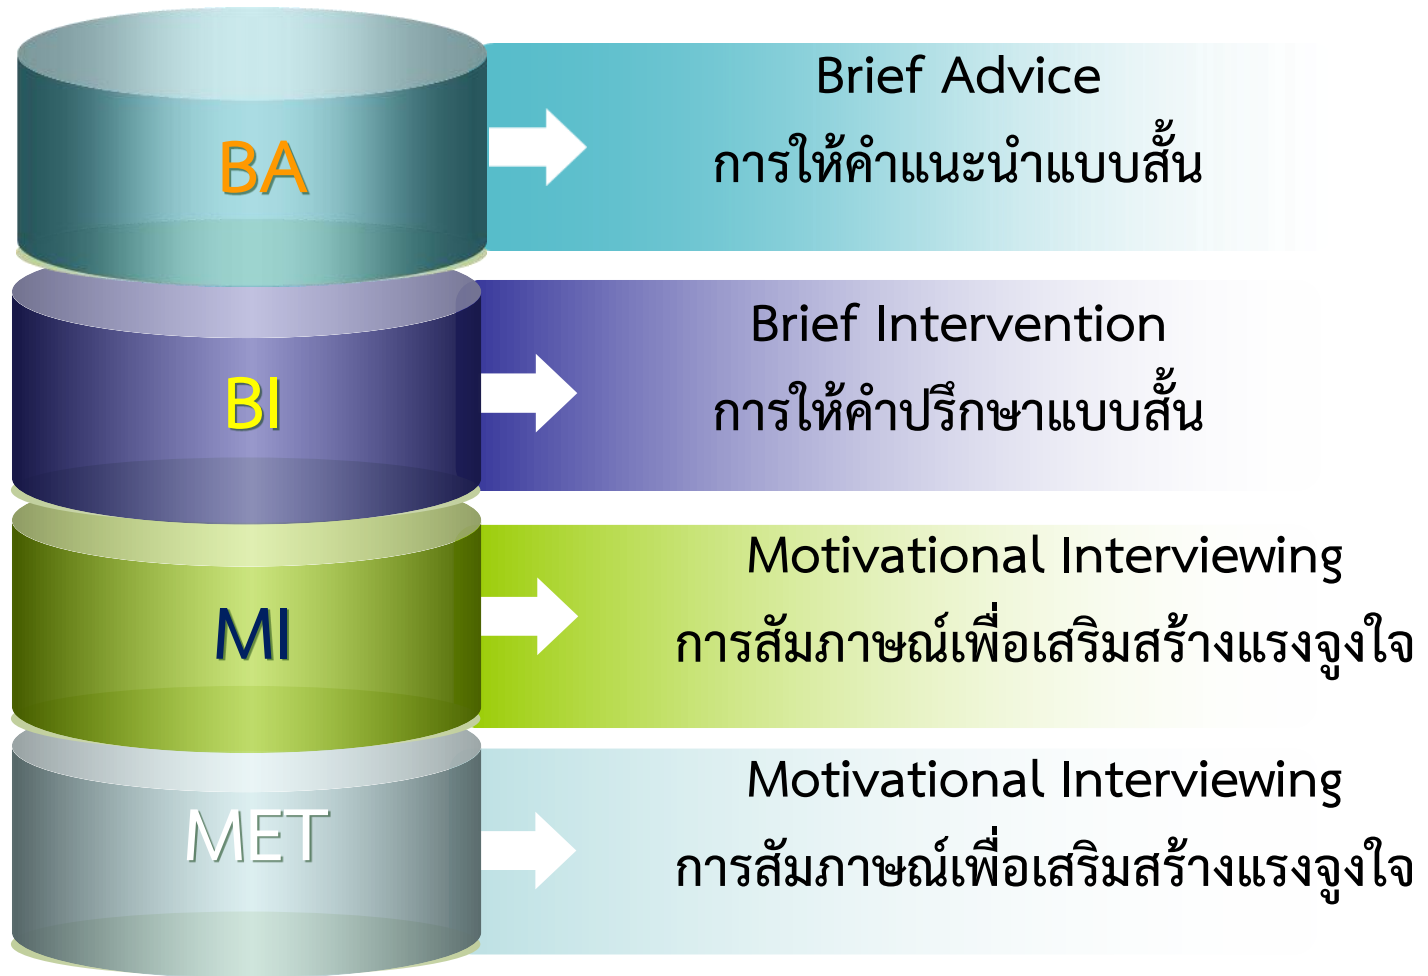 BA
Brief Advice
การให้คำแนะนำแบบสั้น
BI
Brief Intervention
การให้คำปรึกษาแบบสั้น
MI
Motivational Interviewing
การสัมภาษณ์เพื่อเสริมสร้างแรงจูงใจ
MET
Motivational Interviewing
การสัมภาษณ์เพื่อเสริมสร้างแรงจูงใจ